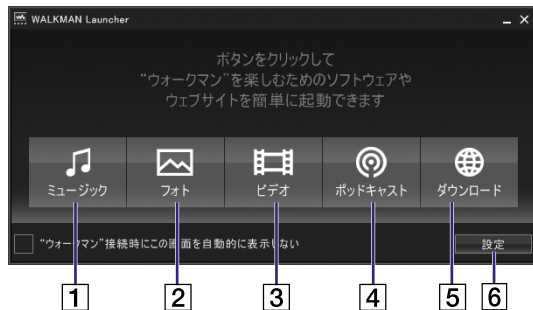 WALKMAN Launcher
ボタンをクリックして
“ウォークマン”を楽しむためのソフトウェアや
ウェブサイトを簡単に起動できます
ミュージック フォト ビデオ ポッドキャスト ダウンロード
“ウォークマン”接続時にこの画面を自動的に表示しない 設定
1 2 3 4 5 6